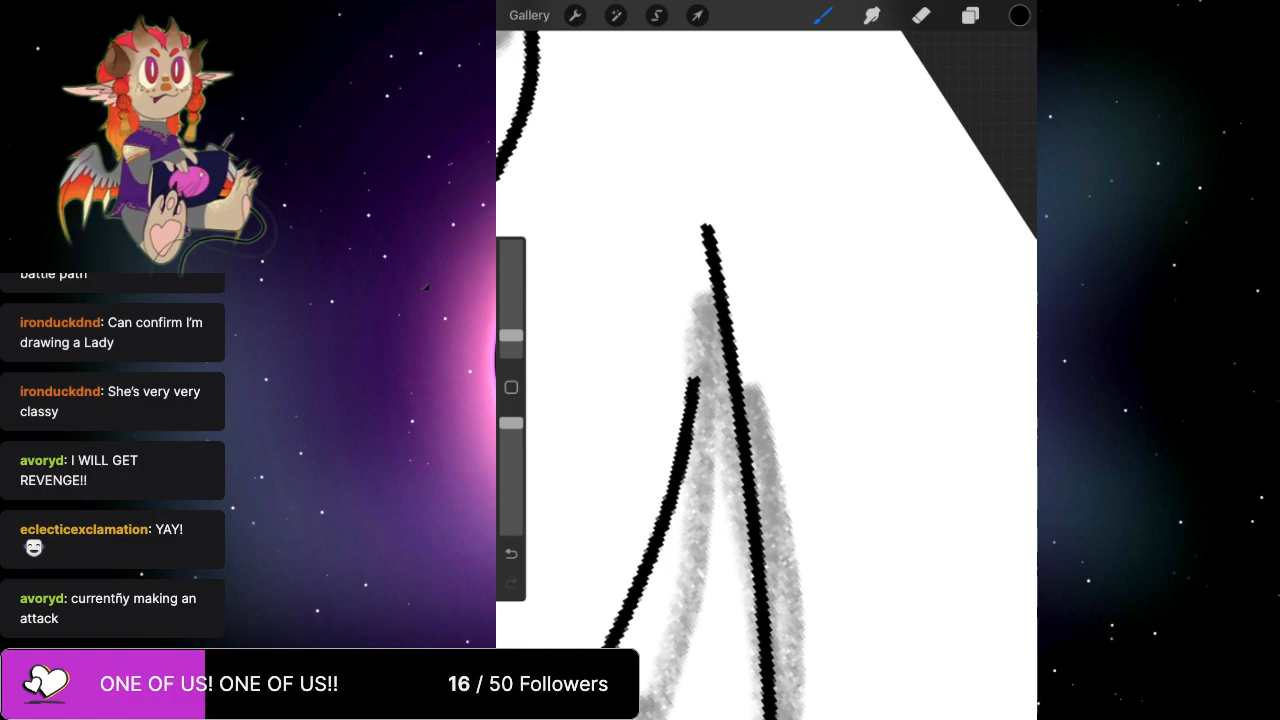 Gallery
battle path
ironduckdnd: Can confirm I'm
drawing a Lady
ironduckdnd: She's very very
classy
avoryd: I WILL GET
REVENGE!!
eclecticexclamation: YAY!
avoryd: currentñy making an
attack
ONE OF US! ONE OF US!! 16 / 50 Followers